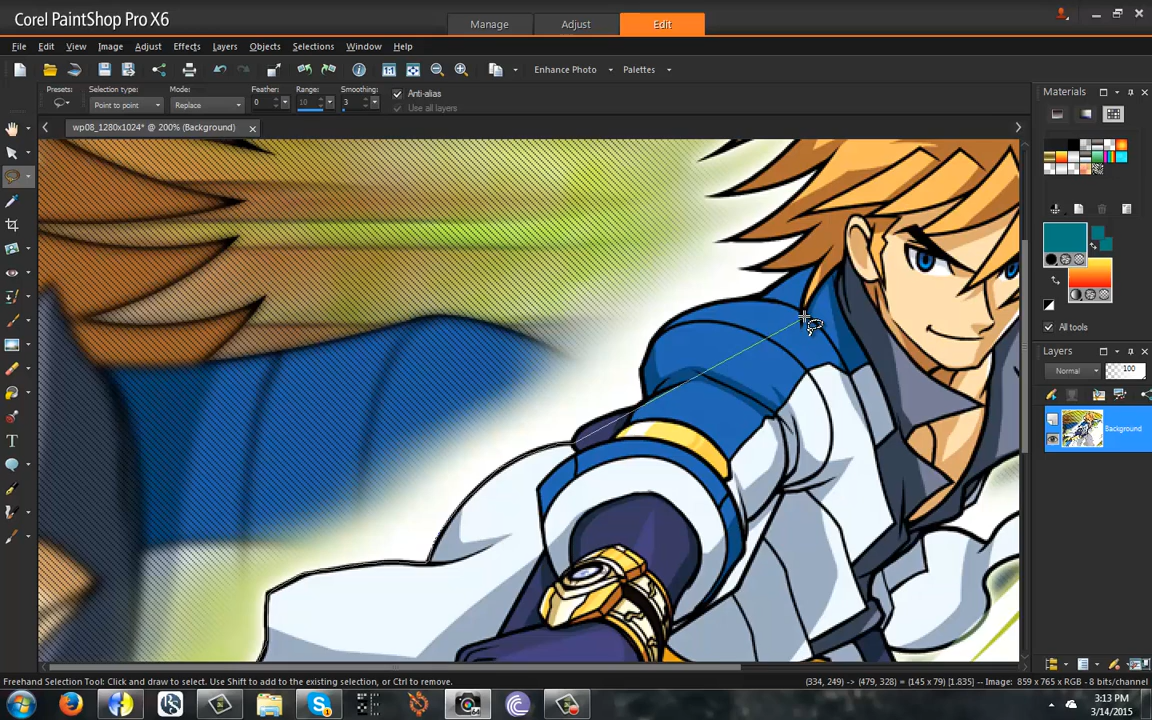 Corel PaintShop Pro X6
Manage
Adjust
Edit
File
Edit
View
Image
Adjust
Effects
Layers
Objects
Selections
Window
Help
Enhance Photo
Palettes
Presets:
Selection type:
Mode:
Feather:
Range:
Smoothing:
Anti-alias
Point to point
Replace
0
10
3
Use all layers
wp08_1280x1024* @ 200% (Background)
Materials
All tools
Layers
Normal
100
Background
Freehand Selection Tool: Click and draw to select. Use Shift to add to the existing selection, or Ctrl to remove.
(334, 249) -> (479, 328) = (145 x 79) [1.835] -- Image: 859 x 765 x RGB - 8 bits/channel
3:13 PM
3/14/2015